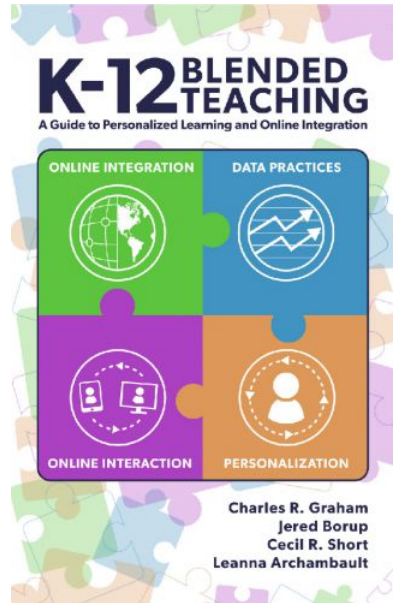 K-12 BLENDED TEACHING
A Guide to Personalized Learning and Online Integration
ONLINE INTEGRATION
DATA PRACTICES
ONLINE INTERACTION
PERSONALIZATION
Charles R. Graham
Jered Borup
Cecil R. Short
Leanna Archambault